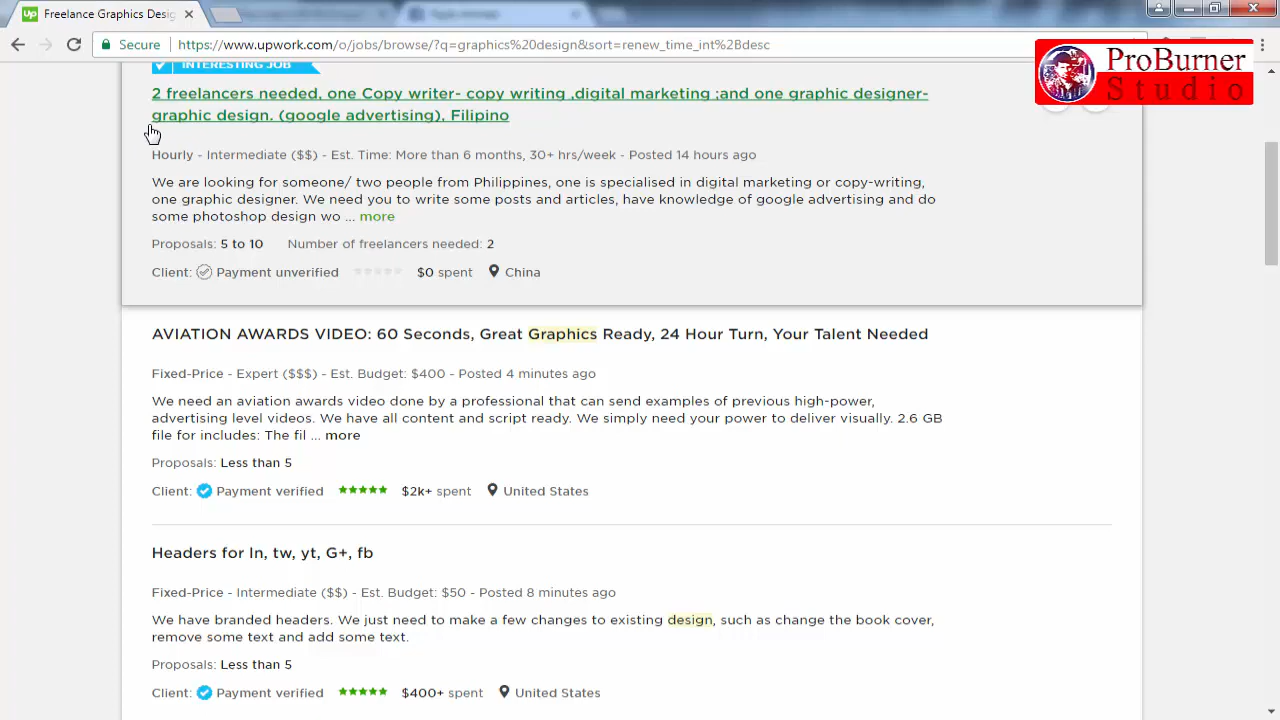 Freelance Graphics Desig
Secure
https://www.upwork.com/o/jobs/browse/?q=graphics%20design&sort=renew_time_int%2Bdesc
ProBurner
Studio
INTERESTING JOB
2 freelancers needed, one Copy writer- copy writing ,digital marketing ;and one graphic designer-
graphic design. (google advertising), Filipino
Hourly - Intermediate ($$) - Est. Time: More than 6 months, 30+ hrs/week - Posted 14 hours ago
We are looking for someone/ two people from Philippines, one is specialised in digital marketing or copy-writing,
one graphic designer. We need you to write some posts and articles, have knowledge of google advertising and do
some photoshop design wo ... more
Proposals: 5 to 10 Number of freelancers needed: 2
Client: Payment unverified $0 spent China
AVIATION AWARDS VIDEO: 60 Seconds, Great Graphics Ready, 24 Hour Turn, Your Talent Needed
Fixed-Price - Expert ($$$) - Est. Budget: $400 - Posted 4 minutes ago
We need an aviation awards video done by a professional that can send examples of previous high-power,
advertising level videos. We have all content and script ready. We simply need your power to deliver visually. 2.6 GB
file for includes: The fil ... more
Proposals: Less than 5
Client: Payment verified $2k+ spent United States
Headers for In, tw, yt, G+, fb
Fixed-Price - Intermediate ($$) - Est. Budget: $50 - Posted 8 minutes ago
We have branded headers. We just need to make a few changes to existing design, such as change the book cover,
remove some text and add some text.
Proposals: Less than 5
Client: Payment verified $400+ spent United States